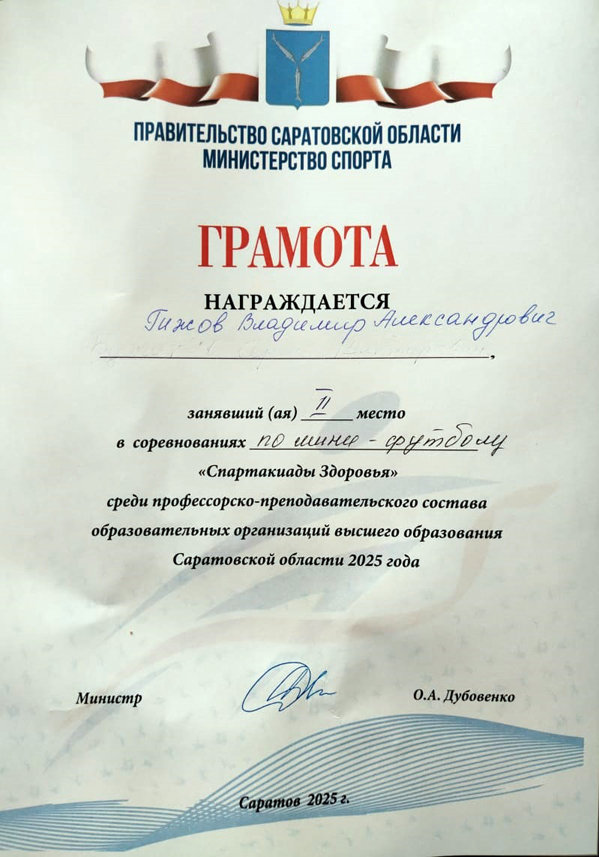 ПРАВИТЕЛЬСТВО САРАТОВСКОЙ ОБЛАСТИ
МИНИСТЕРСТВО СПОРТА
ГРАМОТА
НАГРАЖДАЕТСЯ
Гижов Владимир Александрович
занявший (ая) II место
в соревнованиях по мини-футболу
«Спартакиады Здоровья»
среди профессорско-преподавательского состава
образовательных организаций высшего образования
Саратовской области 2025 года
Министр О.А. Дубовенко
Саратов 2025 г.